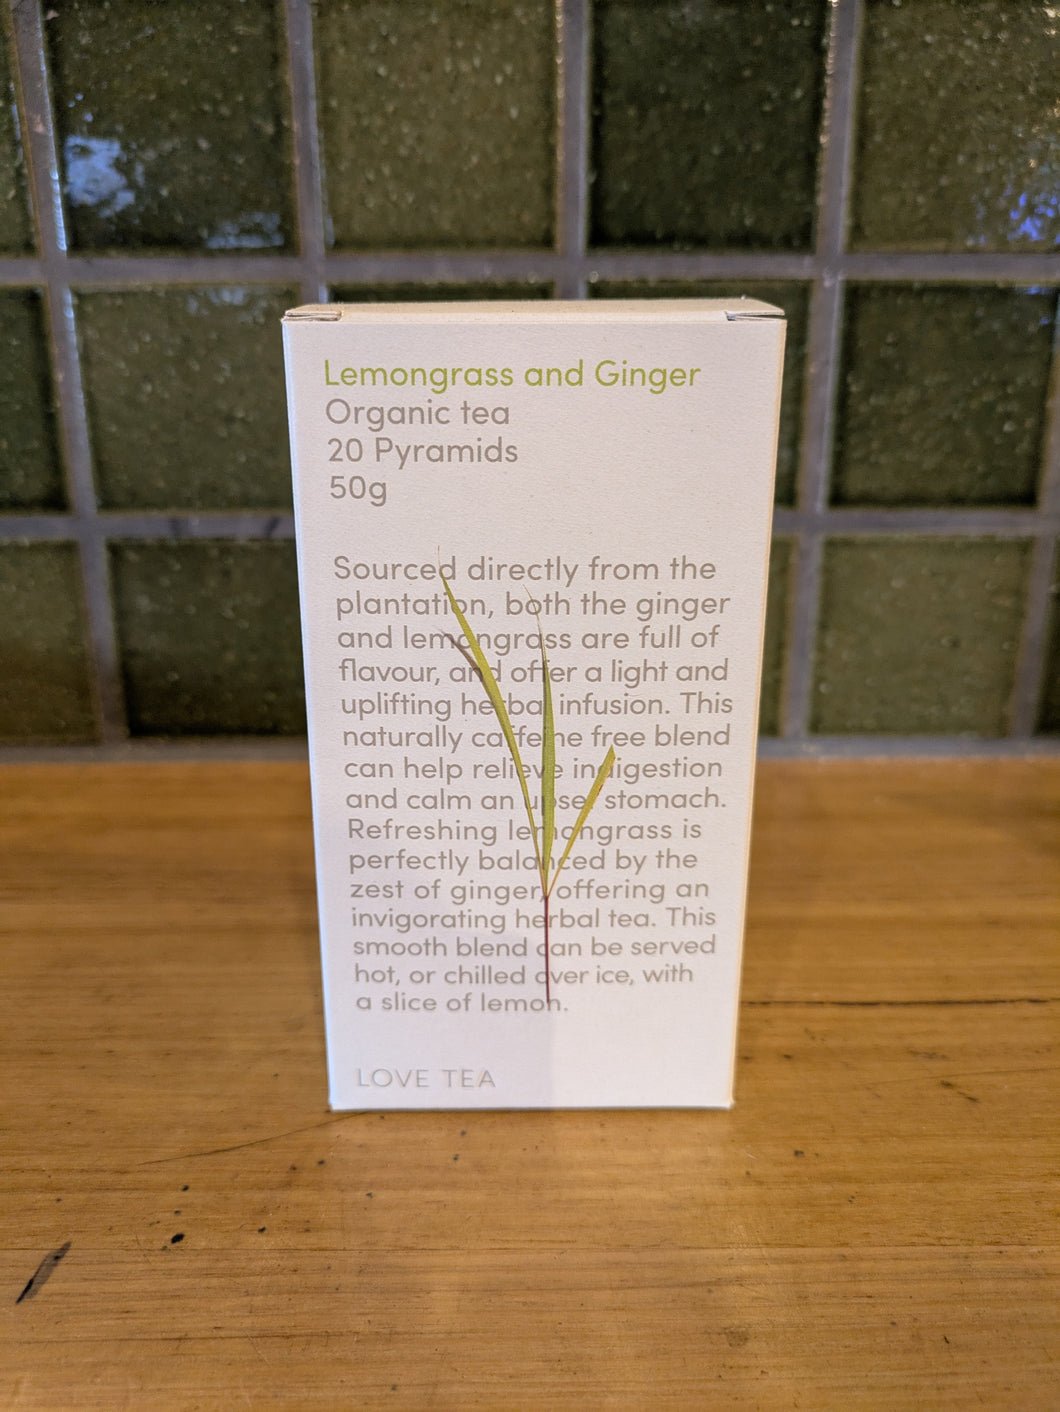 Lemongrass and Ginger
Organic tea
20 Pyramids
50g
Sourced directly from the
plantation, both the ginger
and lemongrass are full of
flavour, and offer a light and
uplifting herbal infusion. This
naturally caffeine free blend
can help relieve indigestion
and calm an upset stomach.
Refreshing lemongrass is
perfectly balanced by the
zest of ginger, offering an
invigorating herbal tea. This
smooth blend can be served
hot, or chilled over ice, with
a slice of lemon.
LOVE TEA